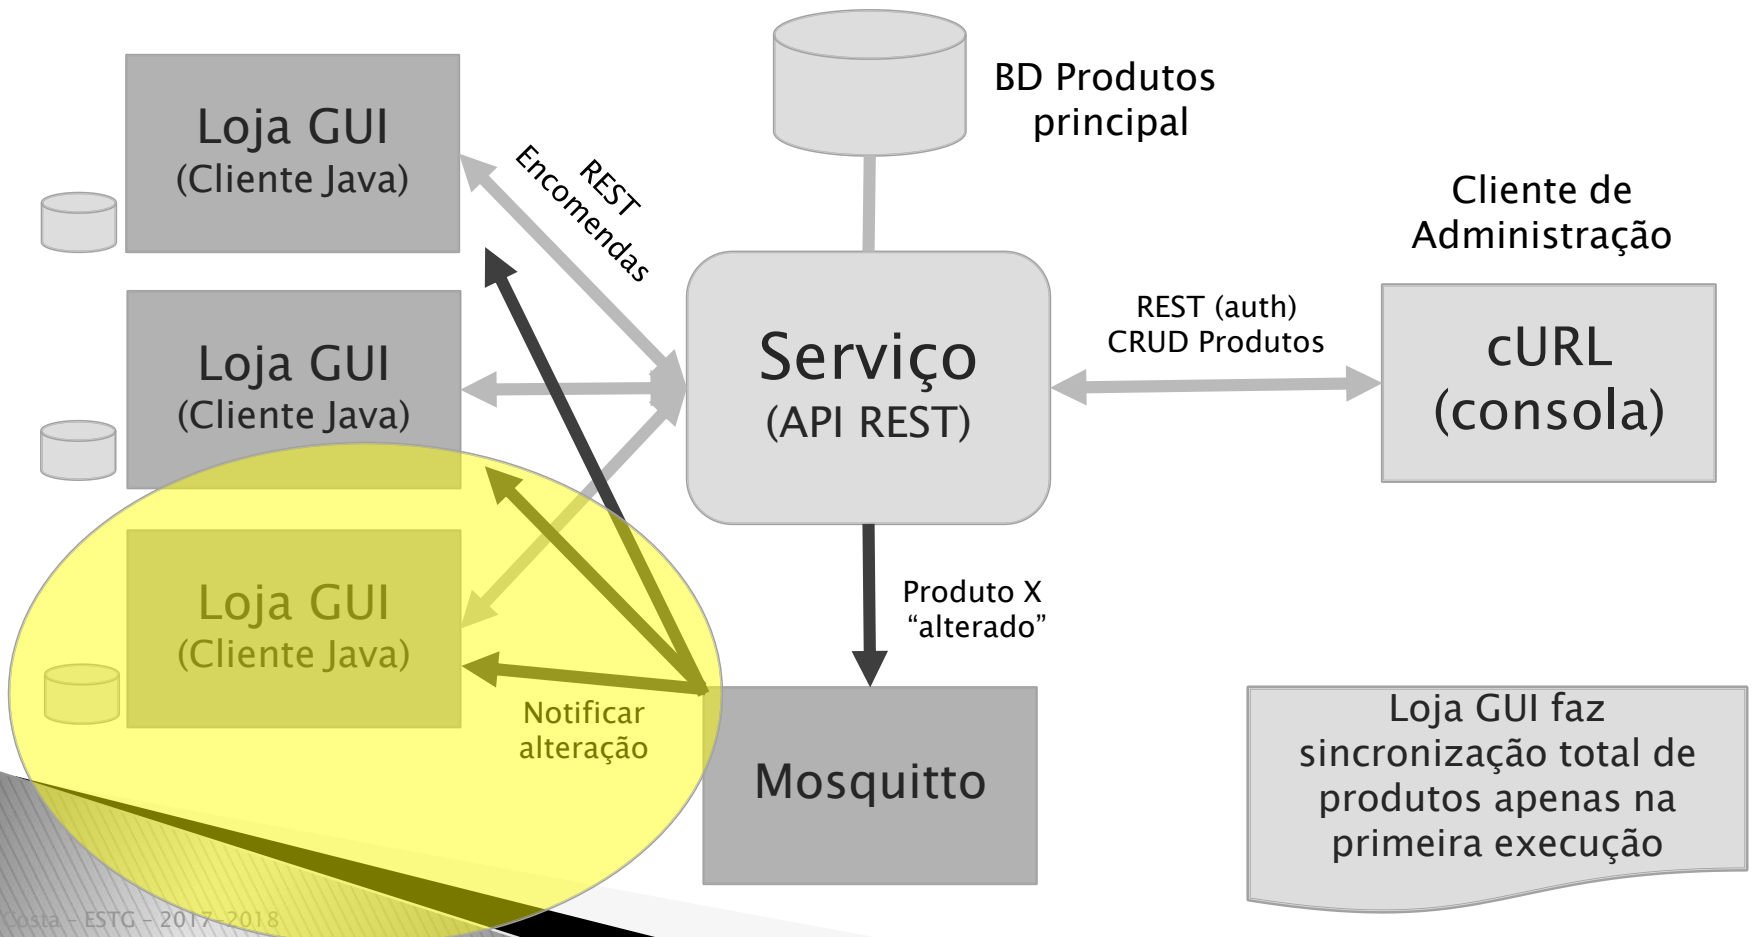 BD Produtos
principal
Loja GUI
(Cliente Java)
REST
Encomendas
Cliente de
Administração
Loja GUI
(Cliente Java)
Serviço
(API REST)
REST (auth)
CRUD Produtos
cURL
(consola)
Loja GUI
(Cliente Java)
Produto X
“alterado”
Notificar
alteração
Mosquitto
Loja GUI faz
sincronização total de
produtos apenas na
primeira execução
Costa – ESTG – 2017-2018